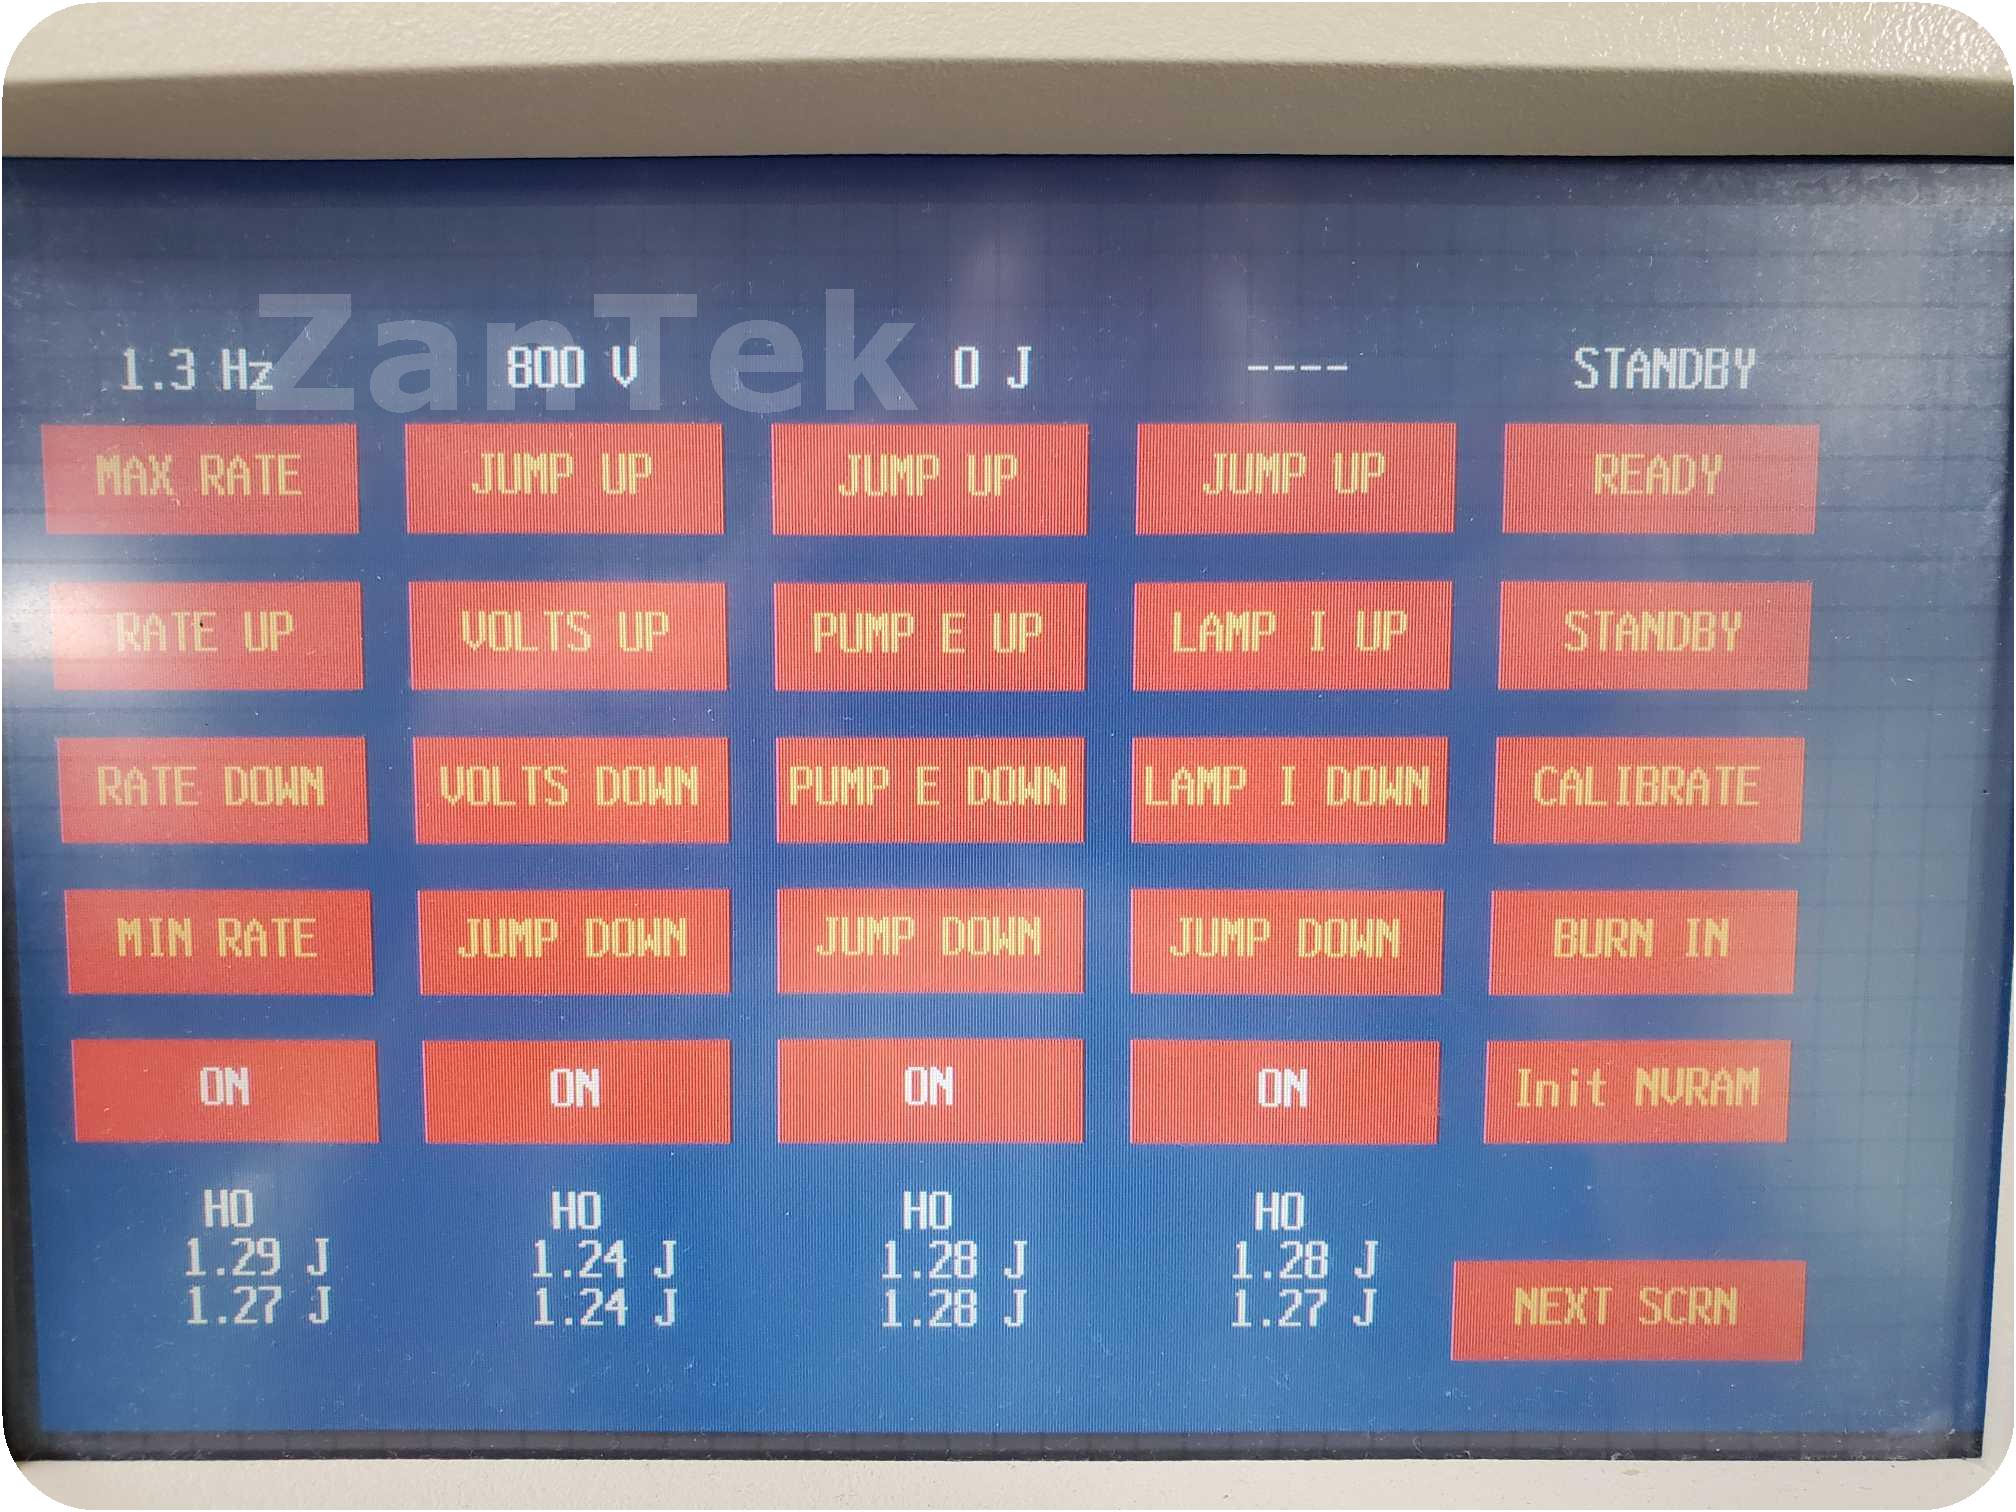 ZanTek
1.3 Hz 800 V 0 J ---- STANDBY
MAX RATE JUMP UP JUMP UP JUMP UP READY
RATE UP VOLTS UP PUMP E UP LAMP I UP STANDBY
RATE DOWN VOLTS DOWN PUMP E DOWN LAMP I DOWN CALIBRATE
MIN RATE JUMP DOWN JUMP DOWN JUMP DOWN BURN IN
ON ON ON ON Init NVRAM
HO HO HO HO
1.29 J 1.24 J 1.28 J 1.28 J
1.27 J 1.24 J 1.28 J 1.27 J NEXT SCRN